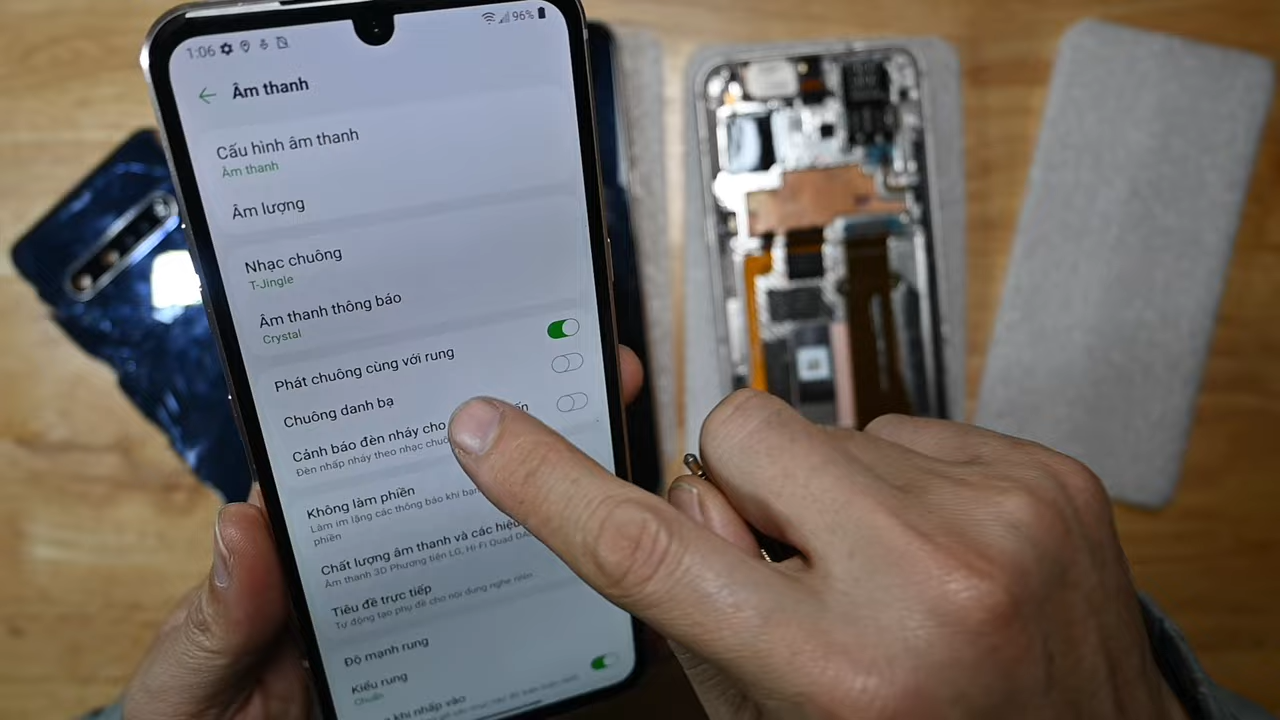 1:06 96%
Âm thanh
Cấu hình âm thanh
Âm thanh
Âm lượng
Nhạc chuông
T-Jingle
Âm thanh thông báo
Crystal
Phát chuông cùng với rung
Chuông danh bạ
Cảnh báo đèn nháy cho
Đèn nhấp nháy theo nhạc
Không làm phiền
Làm im lặng các thông báo khi bạn
phiền
Chất lượng âm thanh và các hiệu
Âm thanh 3D Phương tiện LG, Hi-Fi Quad
Tiêu đề trực tiếp
Tự động tạo phụ đề cho nội dung nghe nhìn
Độ mạnh rung
Kiểu rung
Chuẩn
khi nhấp vào